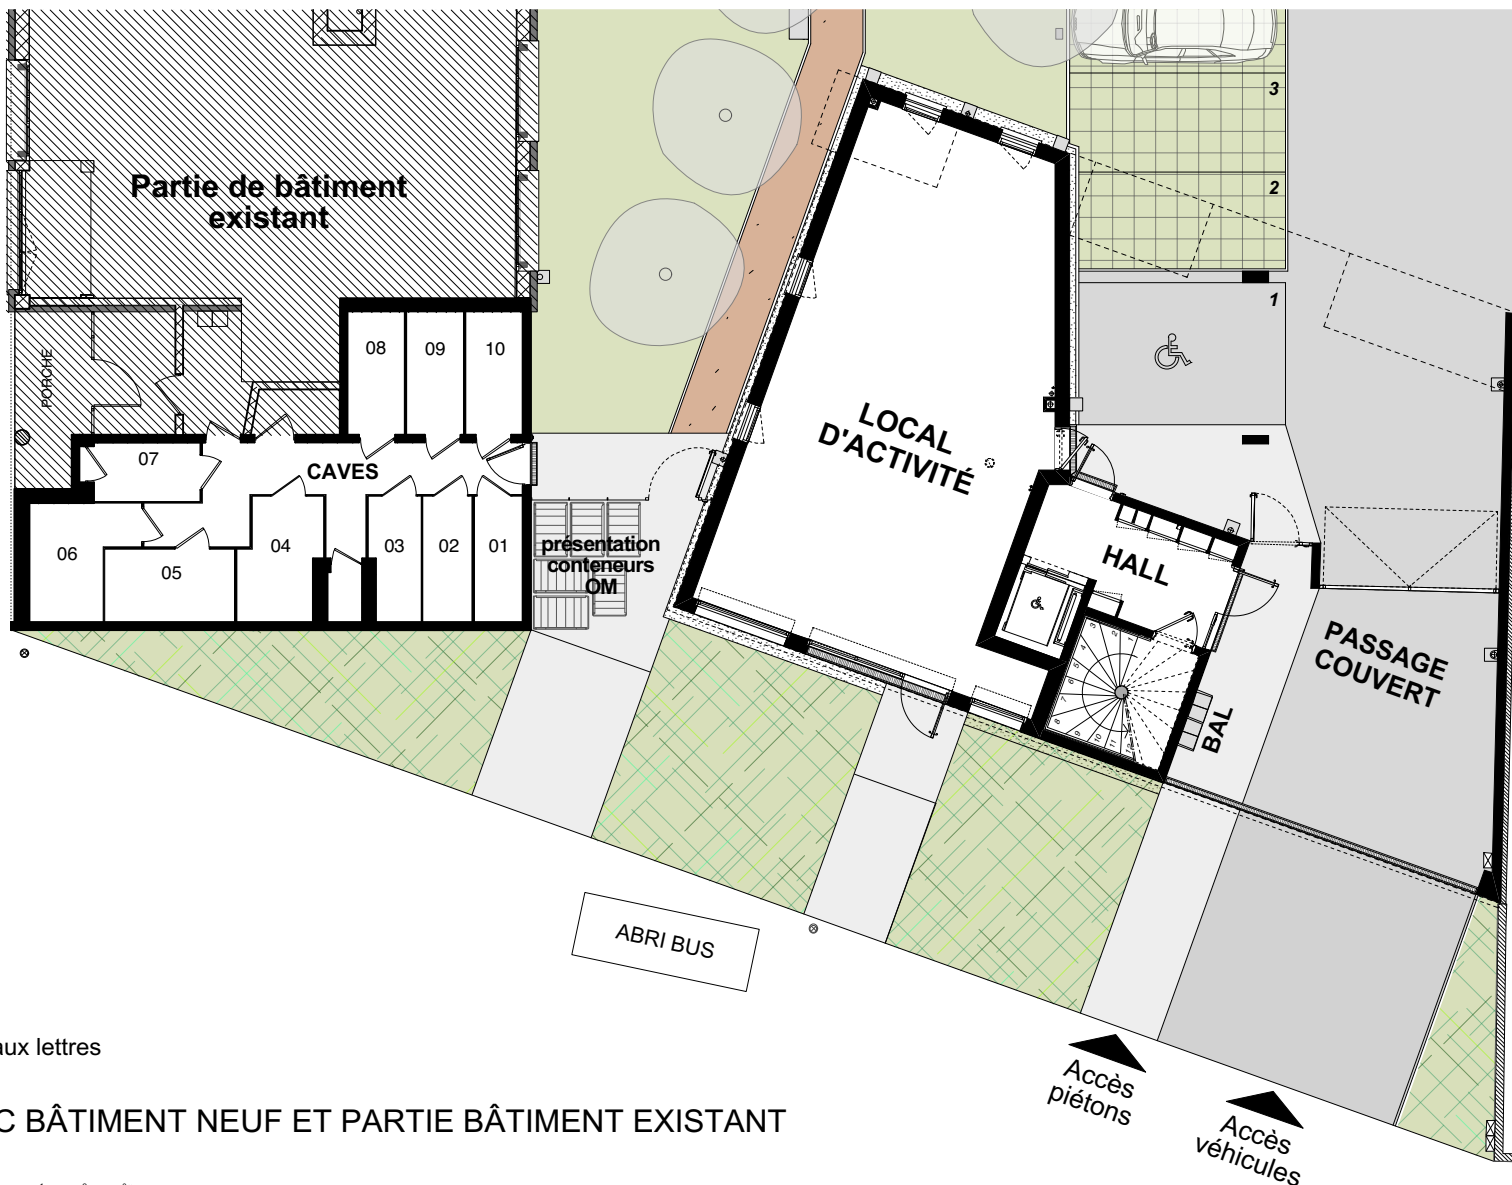 3
2
1
Partie de bâtiment
existant
PORCHE
08
09
10
07
CAVES
06
05
04
03
02
01
présentation
conteneurs
OM
LOCAL
D'ACTIVITÉ
HALL
PASSAGE
COUVERT
BAL
ABRI BUS
Accès
piétons
Accès
véhicules
aux lettres
C BÂTIMENT NEUF ET PARTIE BÂTIMENT EXISTANT